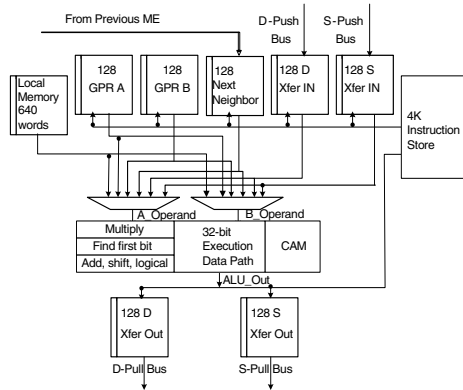 From Previous ME
D-Push
Bus
S-Push
Bus
Local
Memory
640
words
128
GPR A
128
GPR B
128
Next
Neighbor
128 D
Xfer IN
128 S
Xfer IN
4K
Instruction
Store
A_Operand
B_Operand
Multiply
Find first bit
Add, shift, logical
32-bit
Execution
Data Path
CAM
ALU_Out
128 D
Xfer Out
128 S
Xfer Out
D-Pull Bus
S-Pull Bus